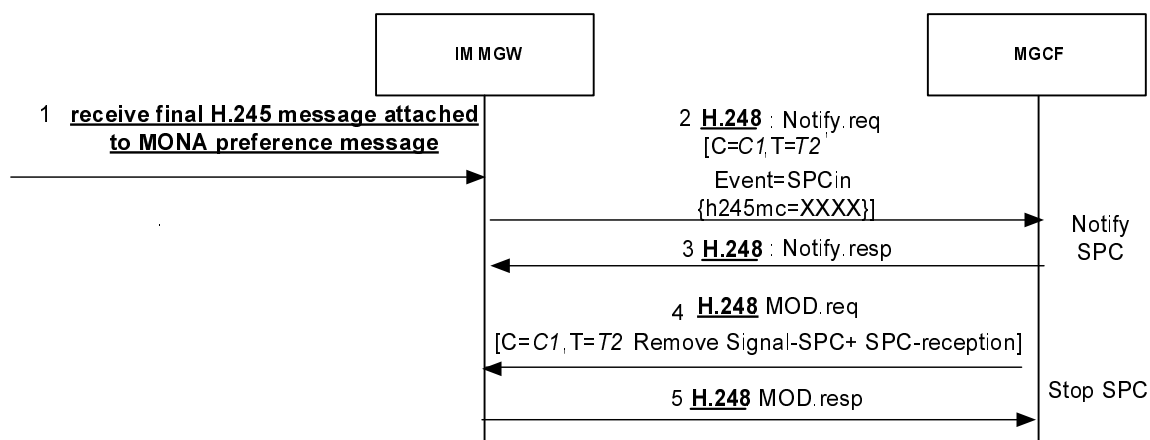 IM MGW
MGCF
1 receive final H.245 message attached
to MONA preference message
2 H.248 : Notify.req
[C=C1,T=T2
Event=SPCin
{h245mc=XXXX}]
Notify
SPC
3 H.248 : Notify.resp
4 H.248 MOD.req
[C=C1,T=T2 Remove Signal-SPC+ SPC-reception]
Stop SPC
5 H.248 MOD.resp